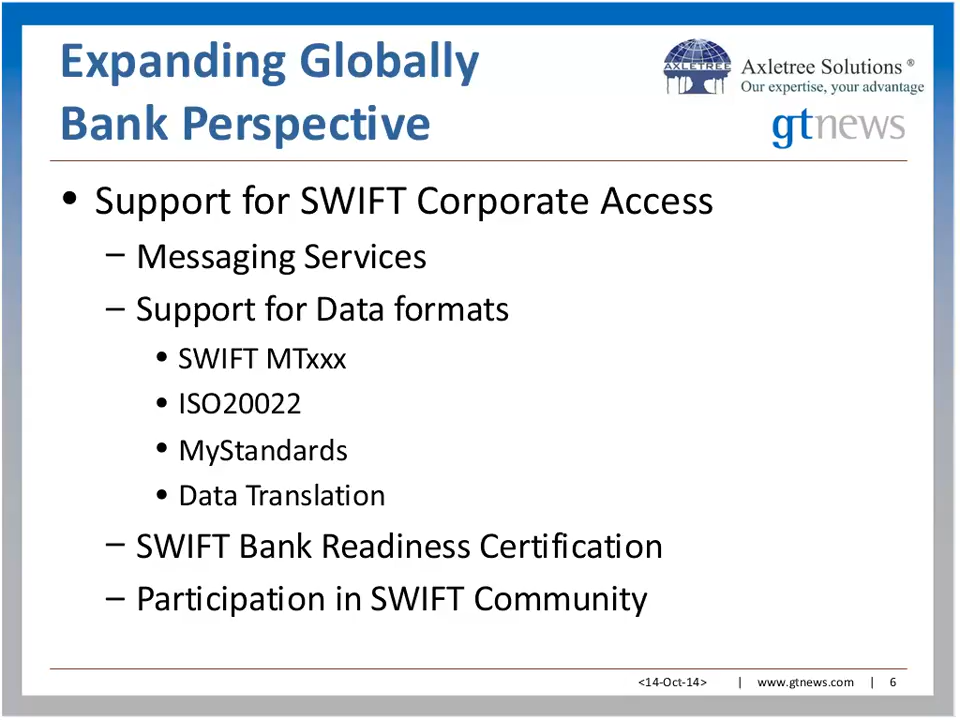 Expanding Globally
Bank Perspective
AXLETREE
Axletree Solutions ®
Our expertise, your advantage
gtnews
• Support for SWIFT Corporate Access
– Messaging Services
– Support for Data formats
• SWIFT MTxxx
• ISO20022
• MyStandards
• Data Translation
– SWIFT Bank Readiness Certification
– Participation in SWIFT Community
<14-Oct-14> | www.gtnews.com | 6